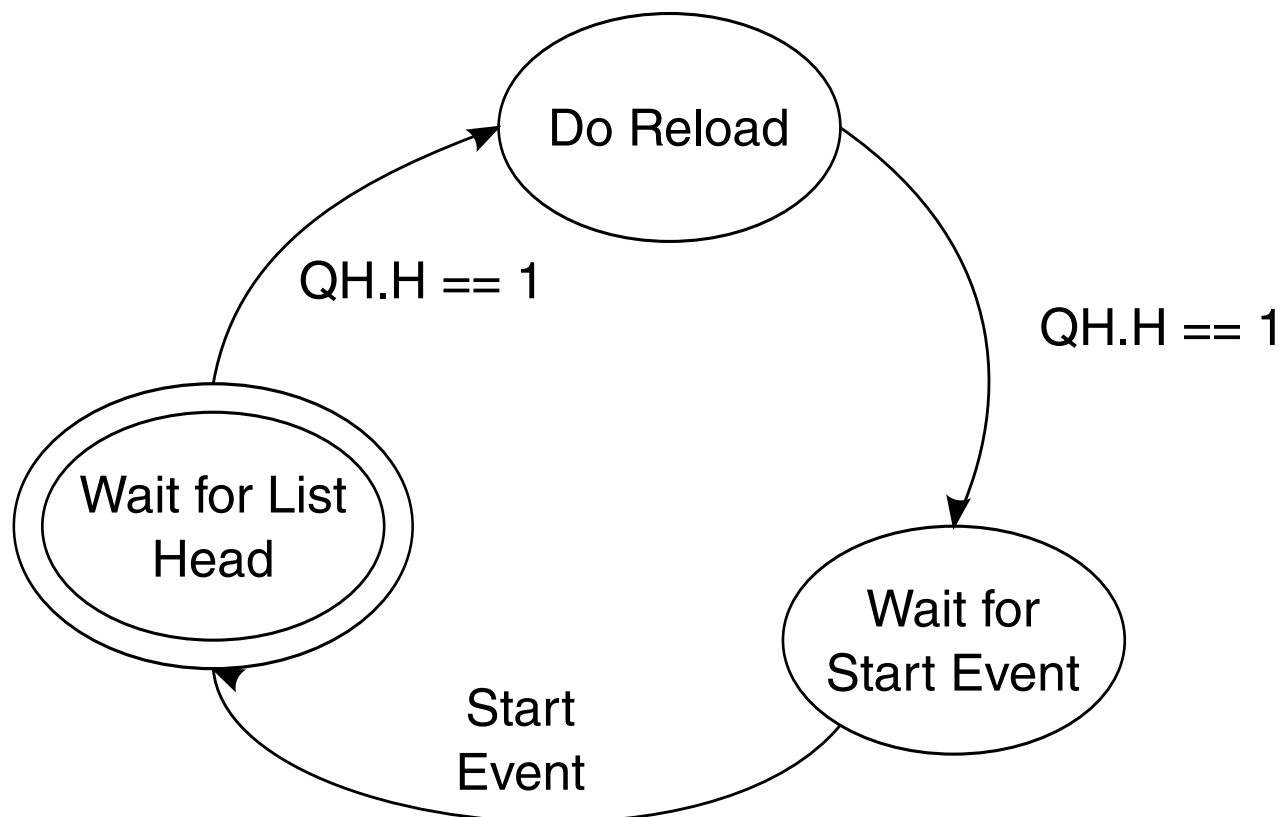 Do Reload
QH.H == 1
QH.H == 1
Wait for List
Head
Wait for
Start Event
Start
Event